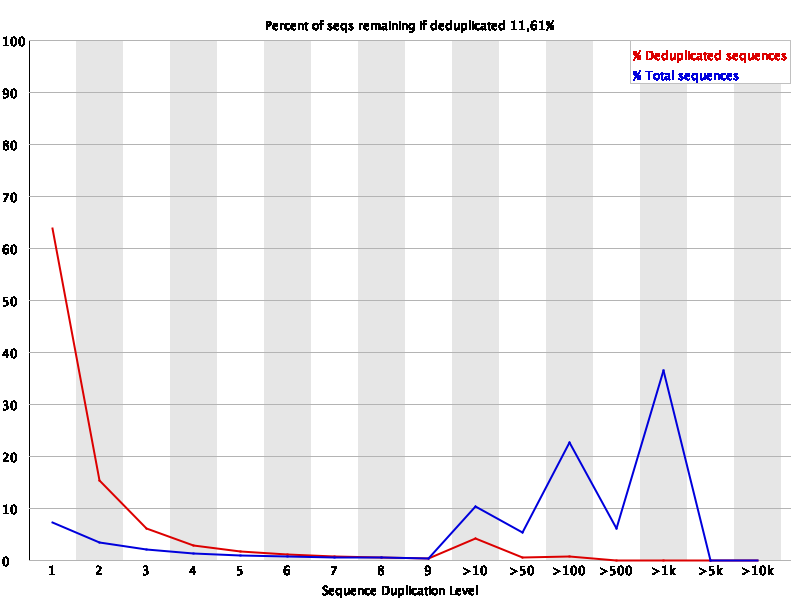 Percent of seqs remaining if deduplicated 11,61%
% Deduplicated sequences
% Total sequences
100
90
80
70
60
50
40
30
20
10
0
1 2 3 4 5 6 7 8 9 >10 >50 >100 >500 >1k >5k >10k
Sequence Duplication Level